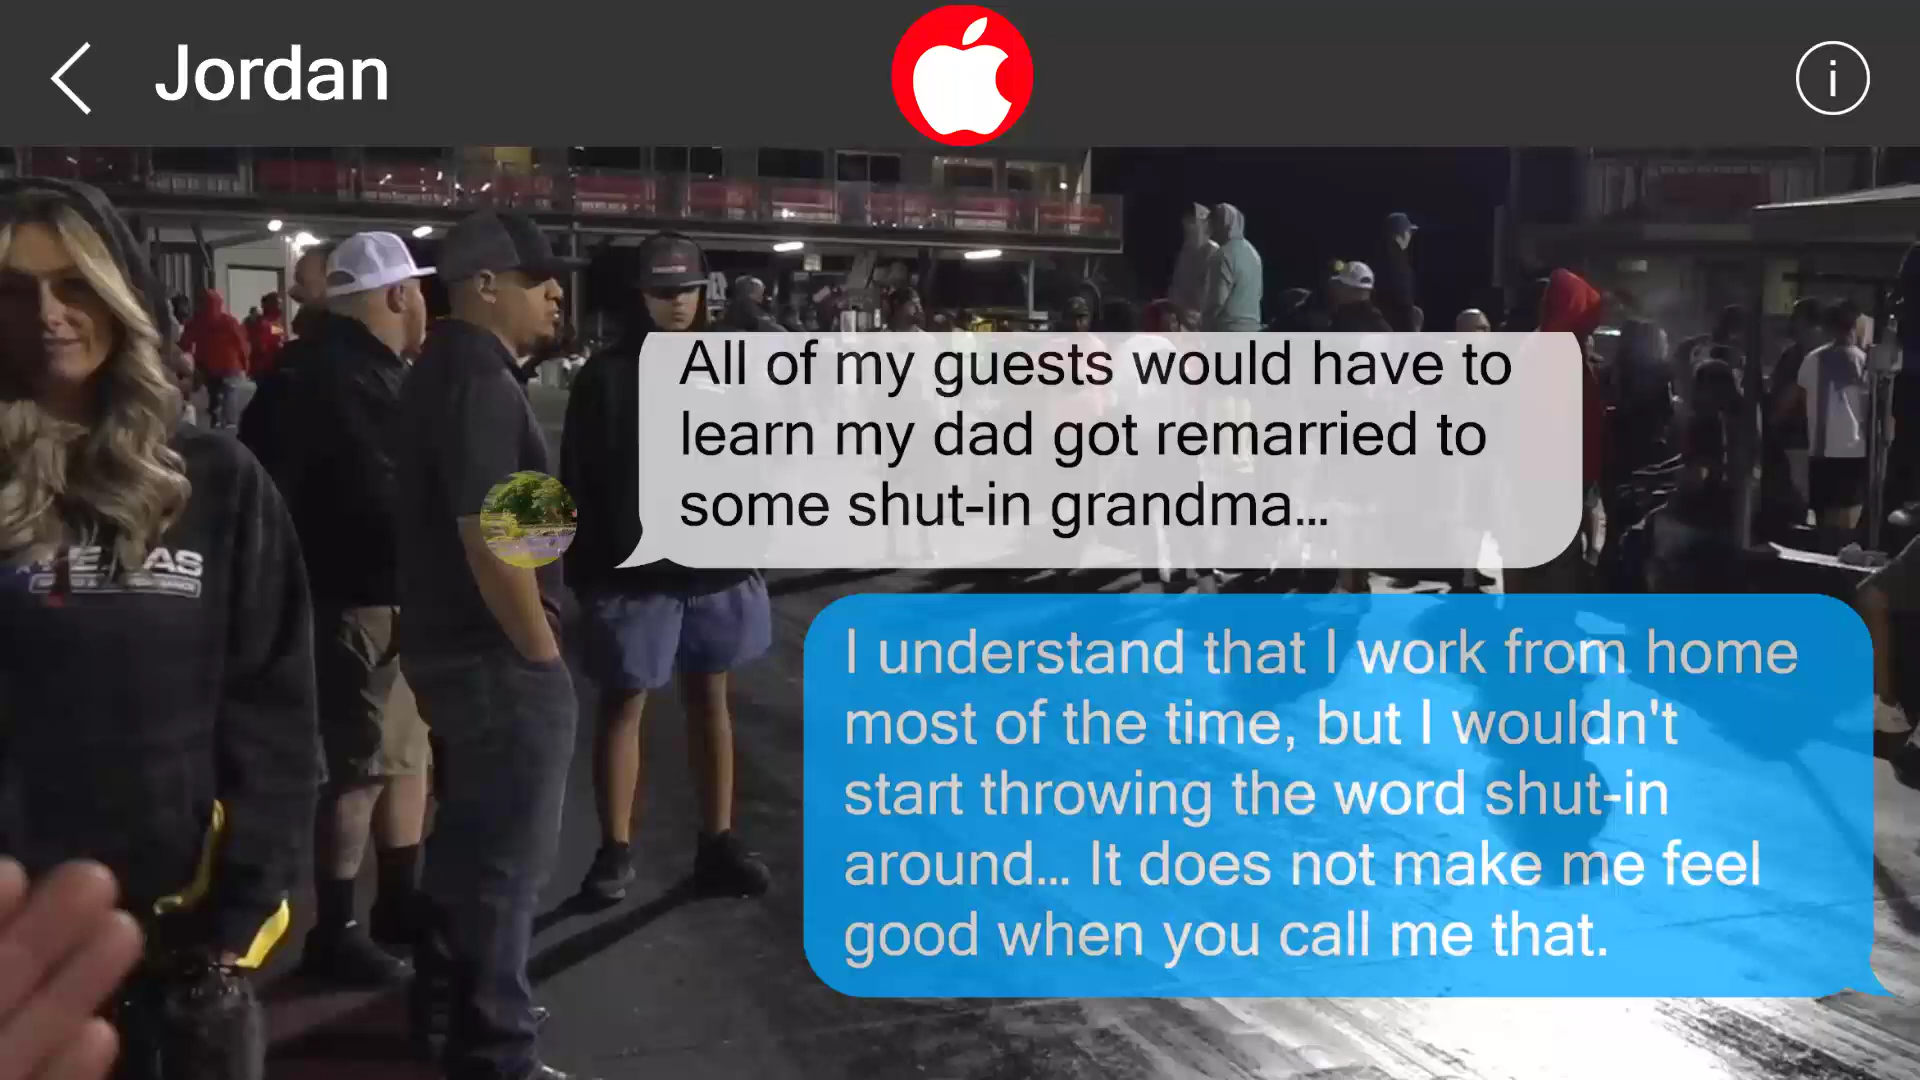 Jordan
i
All of my guests would have to
learn my dad got remarried to
some shut-in grandma...
I understand that I work from home
most of the time, but I wouldn't
start throwing the word shut-in
around... It does not make me feel
good when you call me that.